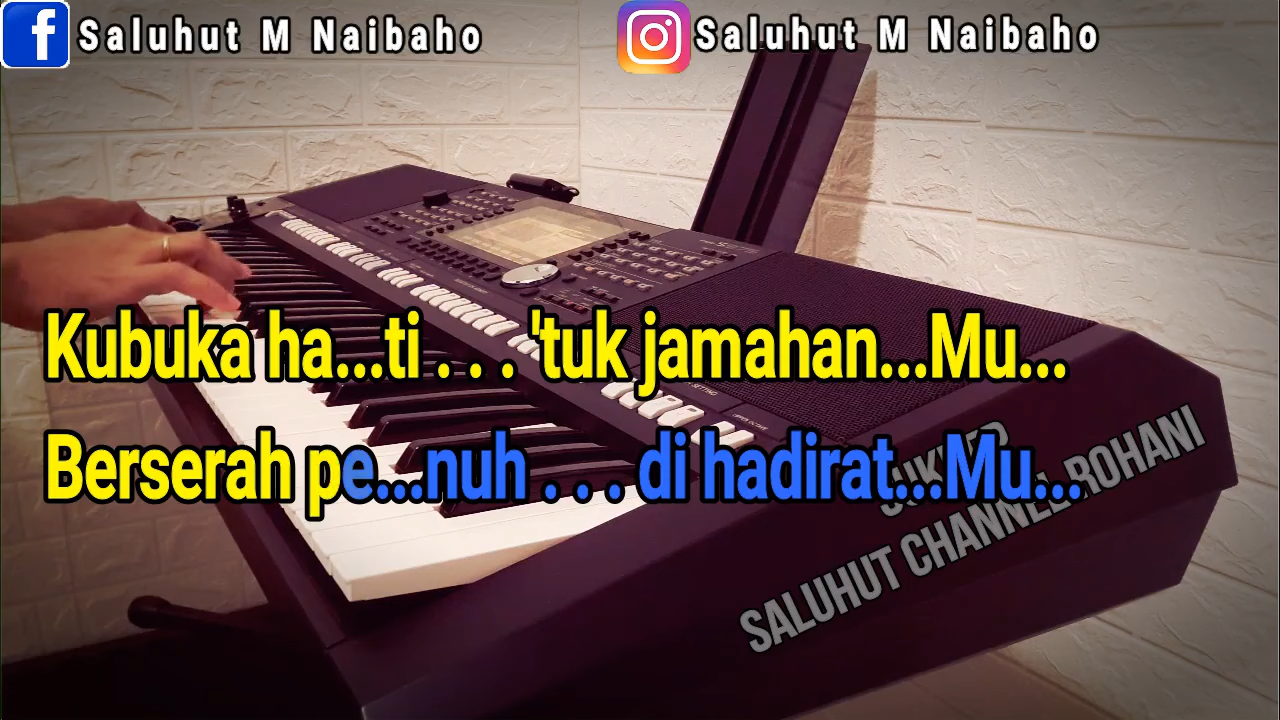 Saluhut M Naibaho
Saluhut M Naibaho
Kubuka ha...ti . . . 'tuk jamahan...Mu...
Berserah pe...nuh . . . di hadirat...Mu...
SALUHUT CHANNEL ROHANI